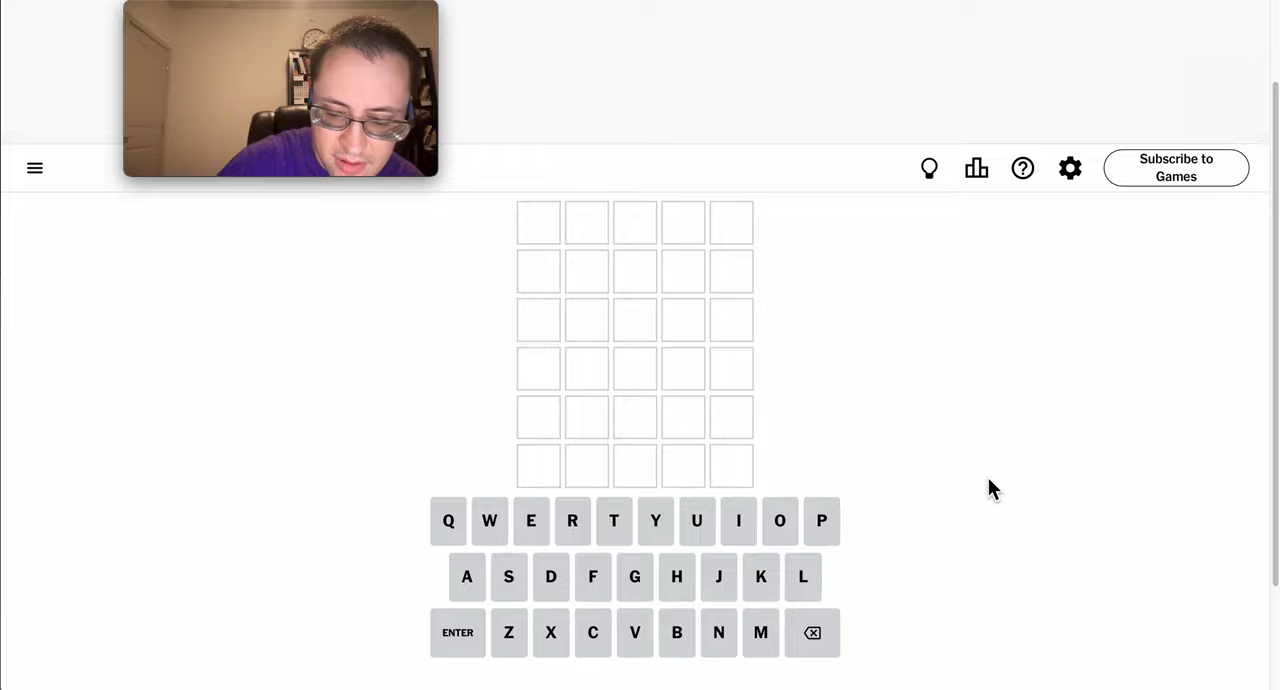 Subscribe to
Games
Q W E R T Y U I O P
A S D F G H J K L
ENTER Z X C V B N M